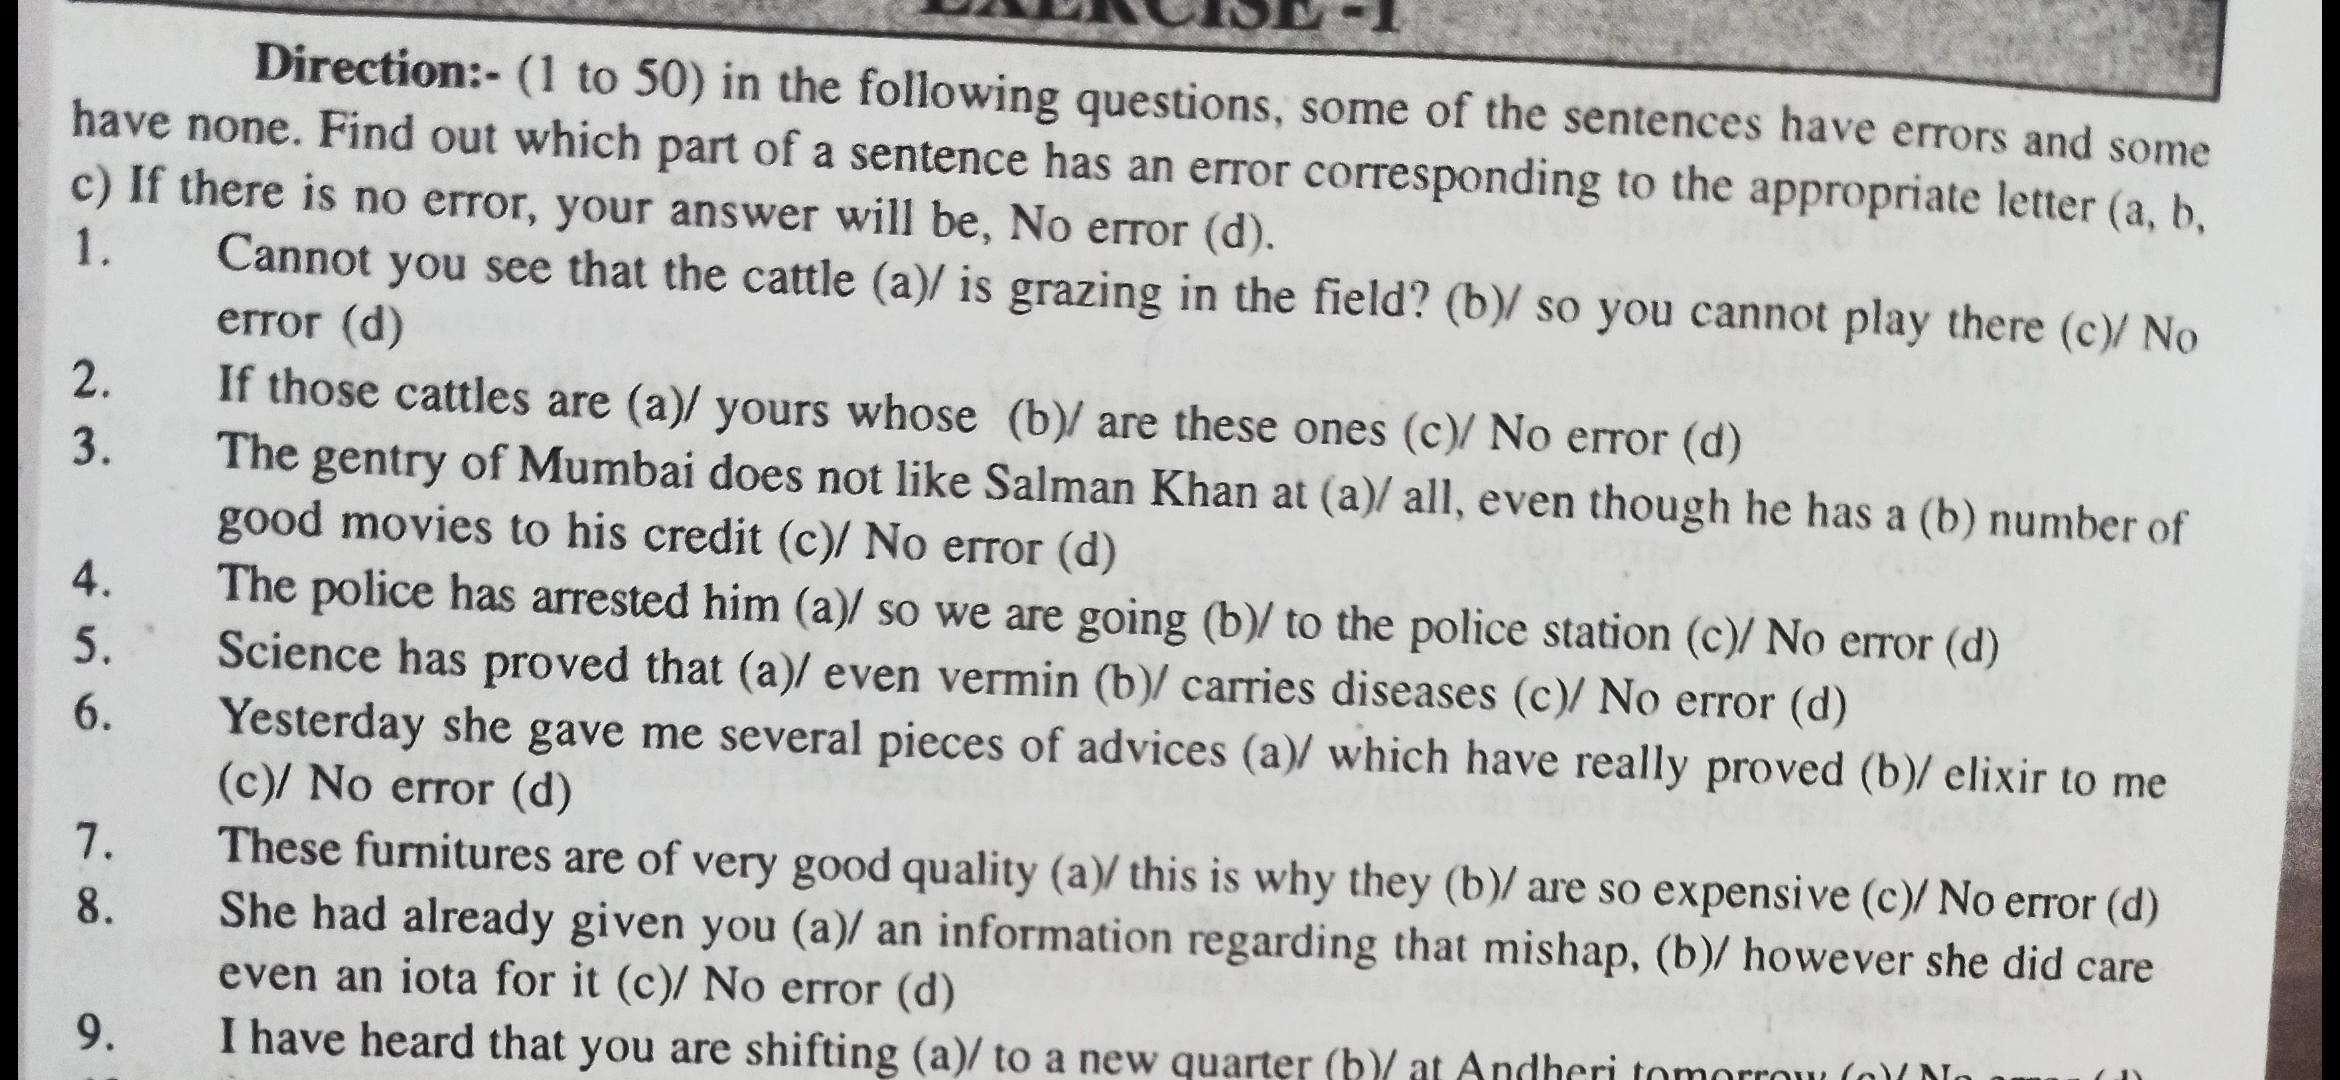 EXERCISE -1
Direction:- (1 to 50) in the following questions, some of the sentences have errors and some
have none. Find out which part of a sentence has an error corresponding to the appropriate letter (a, b,
c) If there is no error, your answer will be, No error (d).
1. Cannot you see that the cattle (a)/ is grazing in the field? (b)/ so you cannot play there (c)/ No
error (d)
2. If those cattles are (a)/ yours whose (b)/ are these ones (c)/ No error (d)
3. The gentry of Mumbai does not like Salman Khan at (a)/ all, even though he has a (b) number of
good movies to his credit (c)/ No error (d)
4. The police has arrested him (a)/ so we are going (b)/ to the police station (c)/ No error (d)
5. Science has proved that (a)/ even vermin (b)/ carries diseases (c)/ No error (d)
6. Yesterday she gave me several pieces of advices (a)/ which have really proved (b)/ elixir to me
(c)/ No error (d)
7. These furnitures are of very good quality (a)/ this is why they (b)/ are so expensive (c)/ No error (d)
8. She had already given you (a)/ an information regarding that mishap, (b)/ however she did care
even an iota for it (c)/ No error (d)
9. I have heard that you are shifting (a)/ to a new quarter (b)/ at Andheri tomorrow (c)/ No error (d)